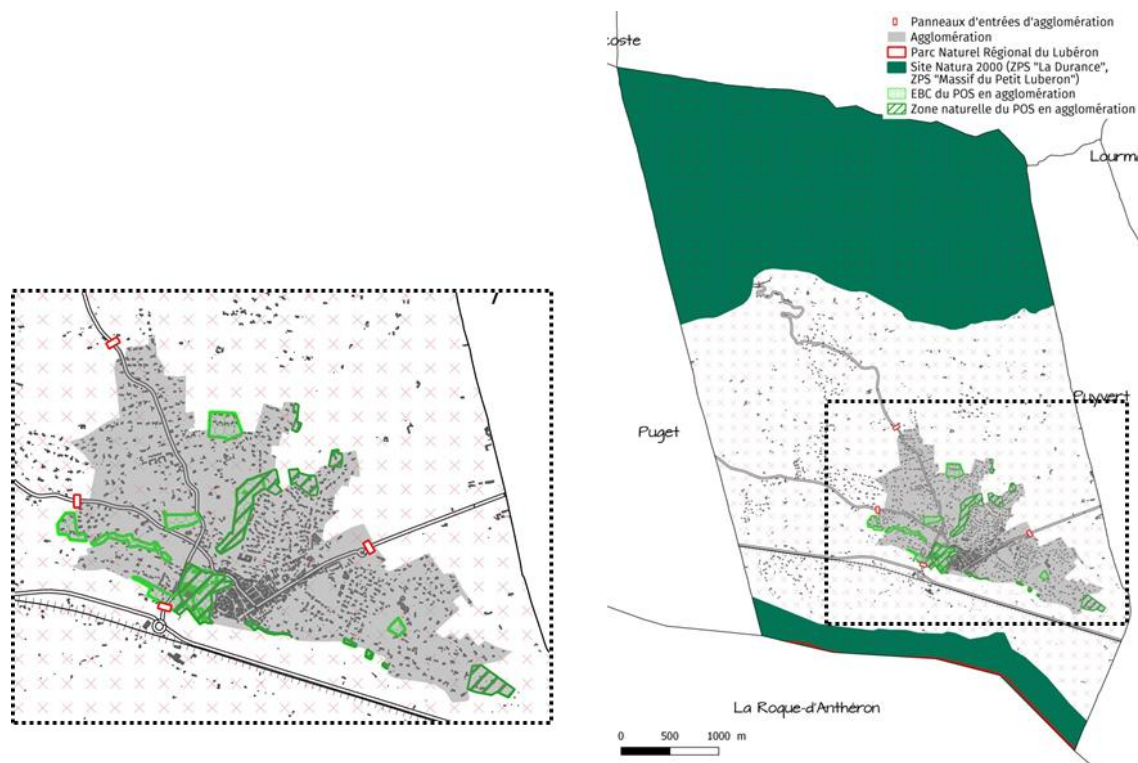 coste
Panneaux d'entrées d'agglomération
Agglomération
Parc Naturel Régional du Lubéron
Site Natura 2000 (ZPS "La Durance",
ZPS "Massif du Petit Luberon")
EBC du POS en agglomération
Zone naturelle du POS en agglomération
Lourm
Puyvert
Puget
La Roque-d'Anthéron
0 500 1000 m